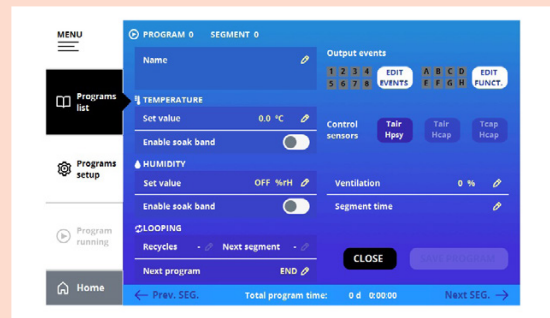 MENU
PROGRAM 0 SEGMENT 0
Name
Output events
1 2 3 4
5 6 7 8
EDIT
EVENTS
A B C D
E F G H
EDIT
FUNCT.
Programs
list
TEMPERATURE
Set value 0.0 °C
Enable soak band
Control
sensors
Tair
Hpsy
Tair
Hcap
Tcap
Hcap
Programs
setup
HUMIDITY
Set value OFF %rH
Enable soak band
Ventilation 0 %
Segment time
Program
running
LOOPING
Recycles - Next segment -
Next program END
CLOSE
SAVE PROGRAM
Home
← Prev. SEG.
Total program time: 0 d 0:00:00
Next SEG. →